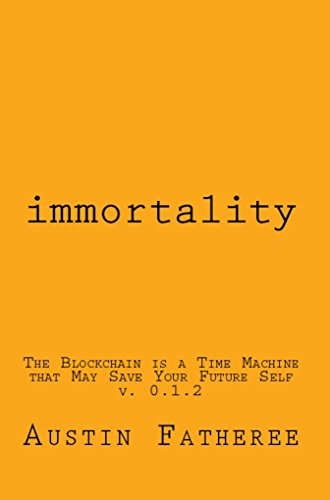 immortality
The Blockchain is a Time Machine
that May Save Your Future Self
v. 0.1.2
Austin Fatheree